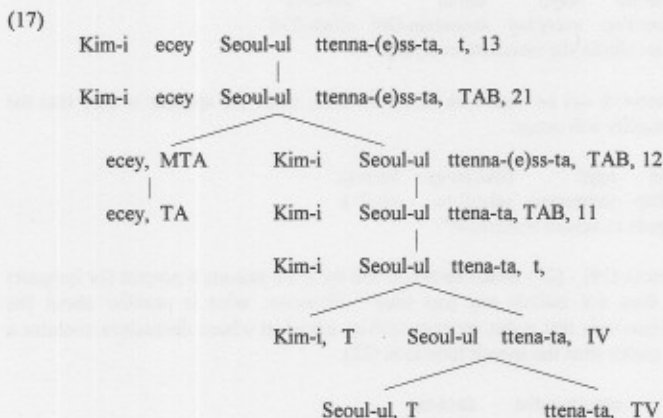 (17)
Kim-i ecey Seoul-ul ttenna-(e)ss-ta, t, 13
Kim-i ecey Seoul-ul ttenna-(e)ss-ta, TAB, 21
ecey, MTA Kim-i Seoul-ul ttenna-(e)ss-ta, TAB, 12
ecey, TA Kim-i Seoul-ul ttena-ta, TAB, 11
Kim-i Seoul-ul ttena-ta, t,
Kim-i, T Seoul-ul ttena-ta, IV
Seoul-ul, T ttena-ta, TV